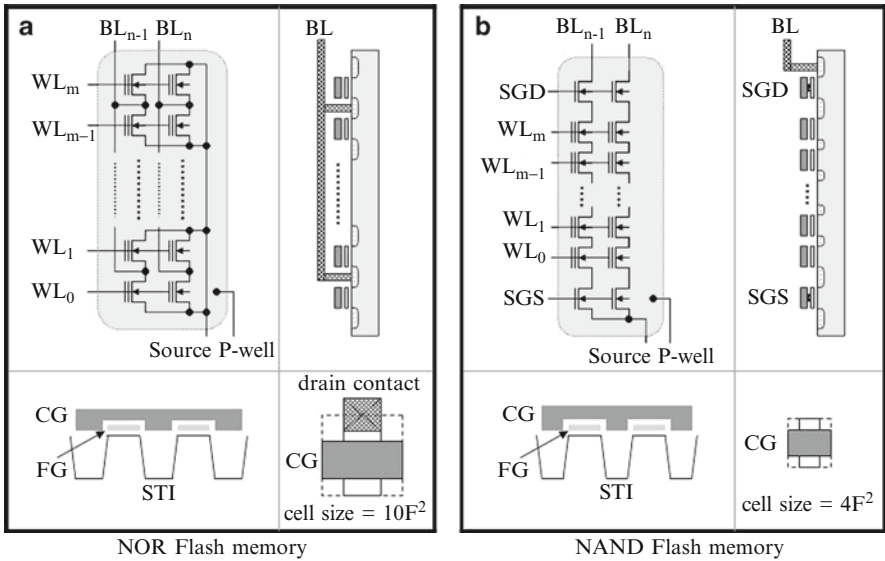 a
BLn-1 BLn
WLm
WLm–1
WL1
WL0
Source P-well
BL
CG
FG
STI
drain contact
CG
cell size = 10F²
NOR Flash memory
b
BLn-1 BLn
SGD
WLm
WLm–1
WL1
WL0
SGS
Source P-well
BL
SGD
SGS
CG
FG
STI
CG
cell size = 4F²
NAND Flash memory